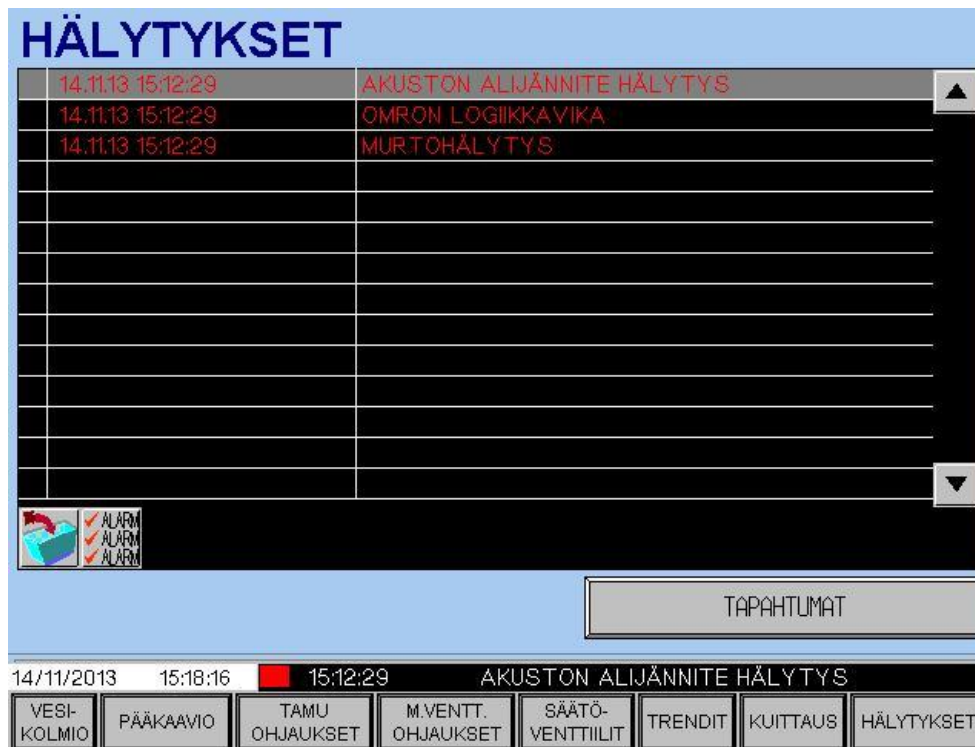 HÄLYTYKSET
14.11.13 15:12:29 AKUSTON ALIJÄNNITE HÄLYTYS
14.11.13 15:12:29 OMRON LOGIIKKAVIKA
14.11.13 15:12:29 MURTOHÄLYTYS
ALARM
ALARM
ALARM
TAPAHTUMAT
14/11/2013 15:18:16 15:12:29 AKUSTON ALIJÄNNITE HÄLYTYS
VESI-
KOLMIO
PÄÄKAAVIO
TAMU
OHJAUKSET
M.VENTT.
OHJAUKSET
SÄÄTÖ-
VENTTIILIT
TRENDIT
KUITTAUS
HÄLYTYKSET